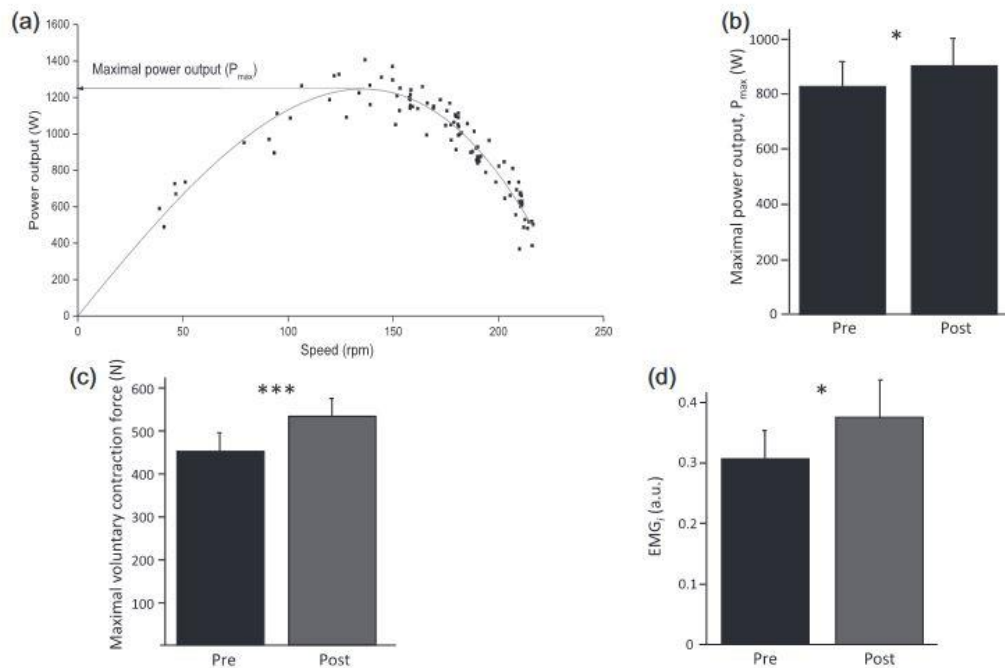 (a)
1600
1400
1200
1000
800
600
400
200
0
Power output (W)
Maximal power output (Pmax)
0 50 100 150 200 250
Speed (rpm)
(b)
*
1000
800
600
400
200
0
Maximal power output, Pmax (W)
Pre Post
(c)
***
600
500
400
300
200
100
Maximal voluntary contraction force (N)
Pre Post
(d)
*
0.4
0.3
0.2
0.1
0
EMGi (a.u.)
Pre Post